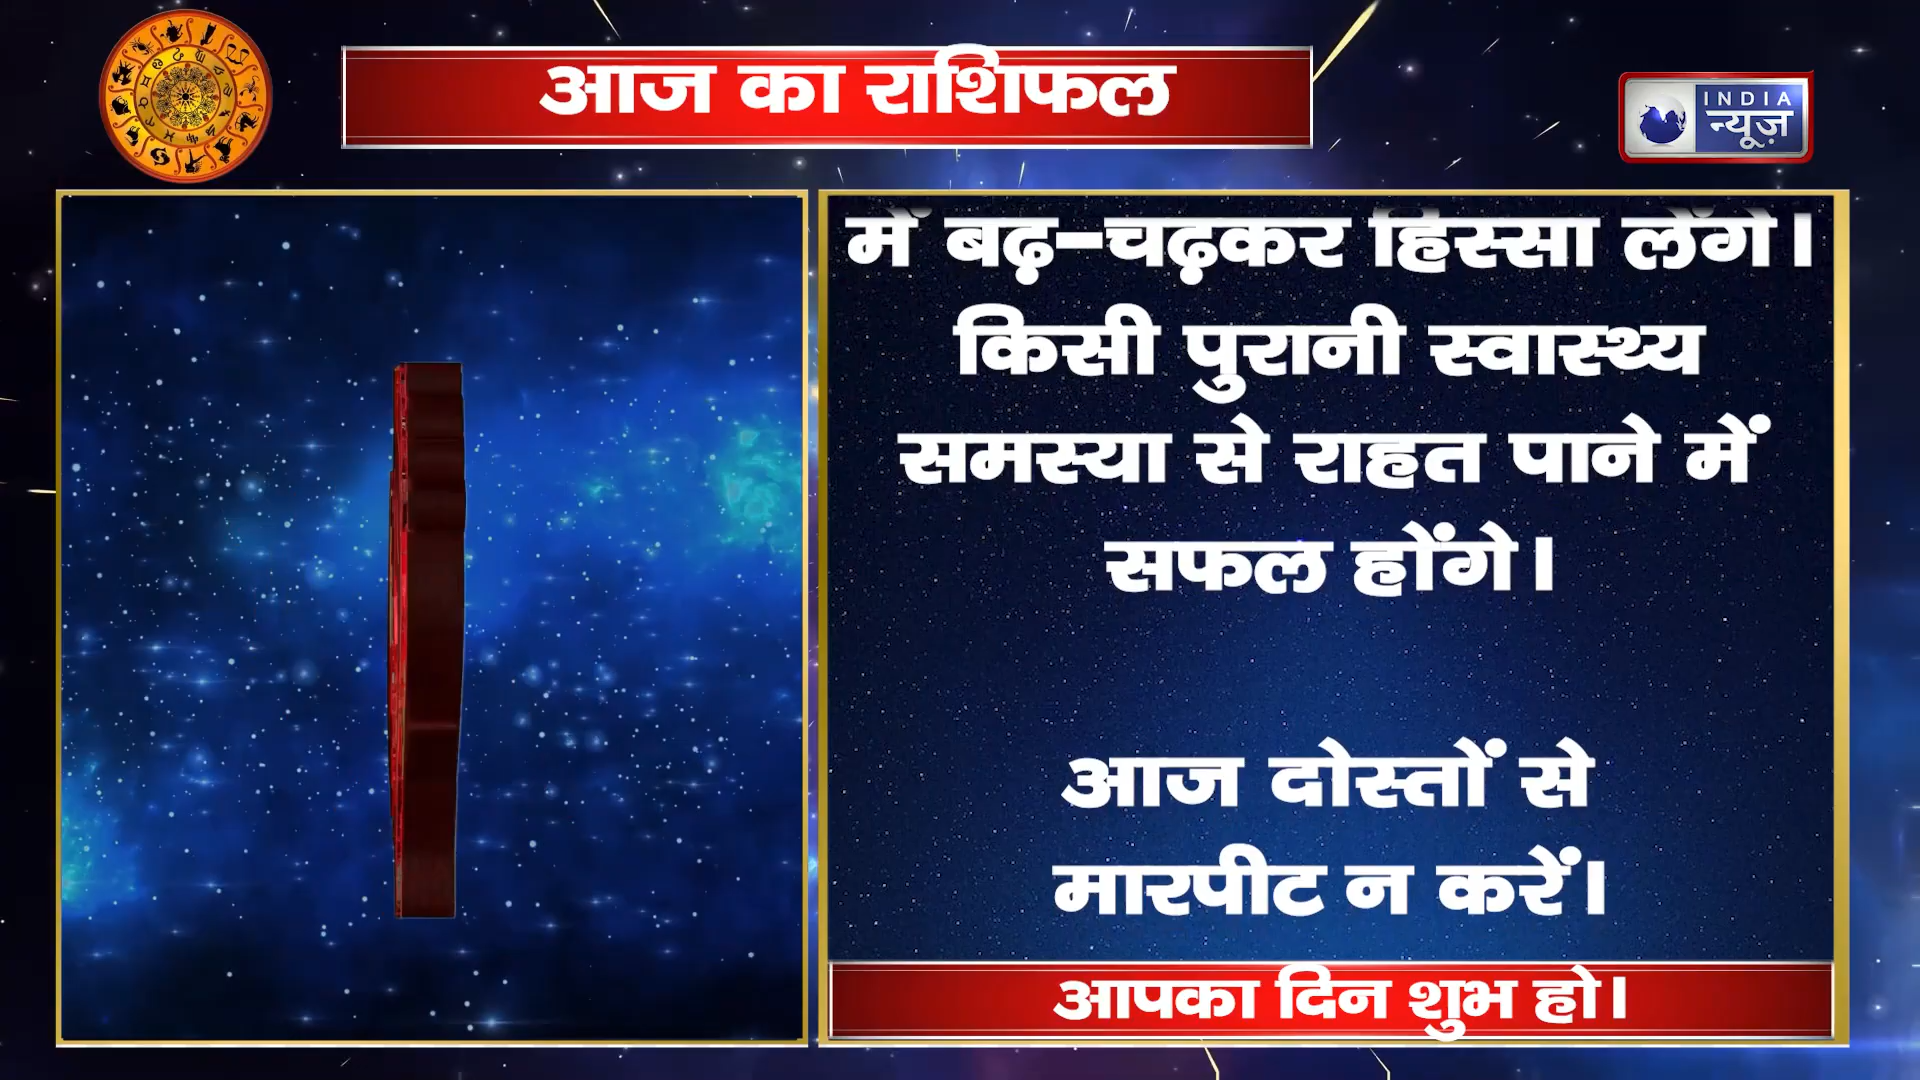 आज का राशिफल
INDIA
न्यूज़
में बढ़-चढ़कर हिस्सा लेंगे।
किसी पुरानी स्वास्थ्य
समस्या से राहत पाने में
सफल होंगे।
आज दोस्तों से
मारपीट न करें।
आपका दिन शुभ हो।